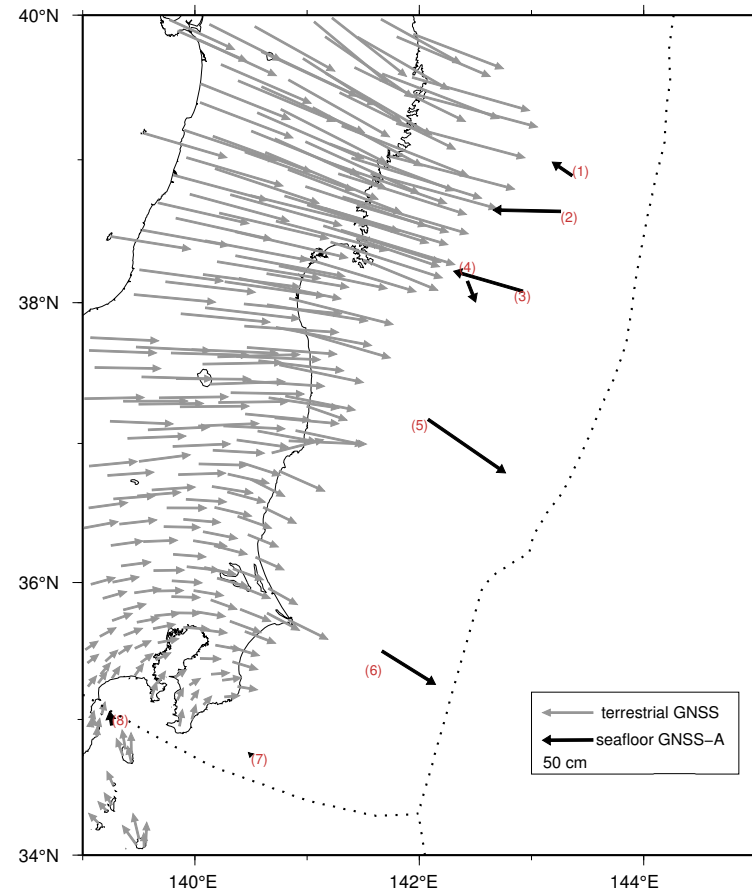 40°N
(1)
(2)
(4)
38°N
(3)
(5)
36°N
(6)
terrestrial GNSS
(8)
seafloor GNSS−A
(7)
50 cm
34°N
140°E
142°E
144°E